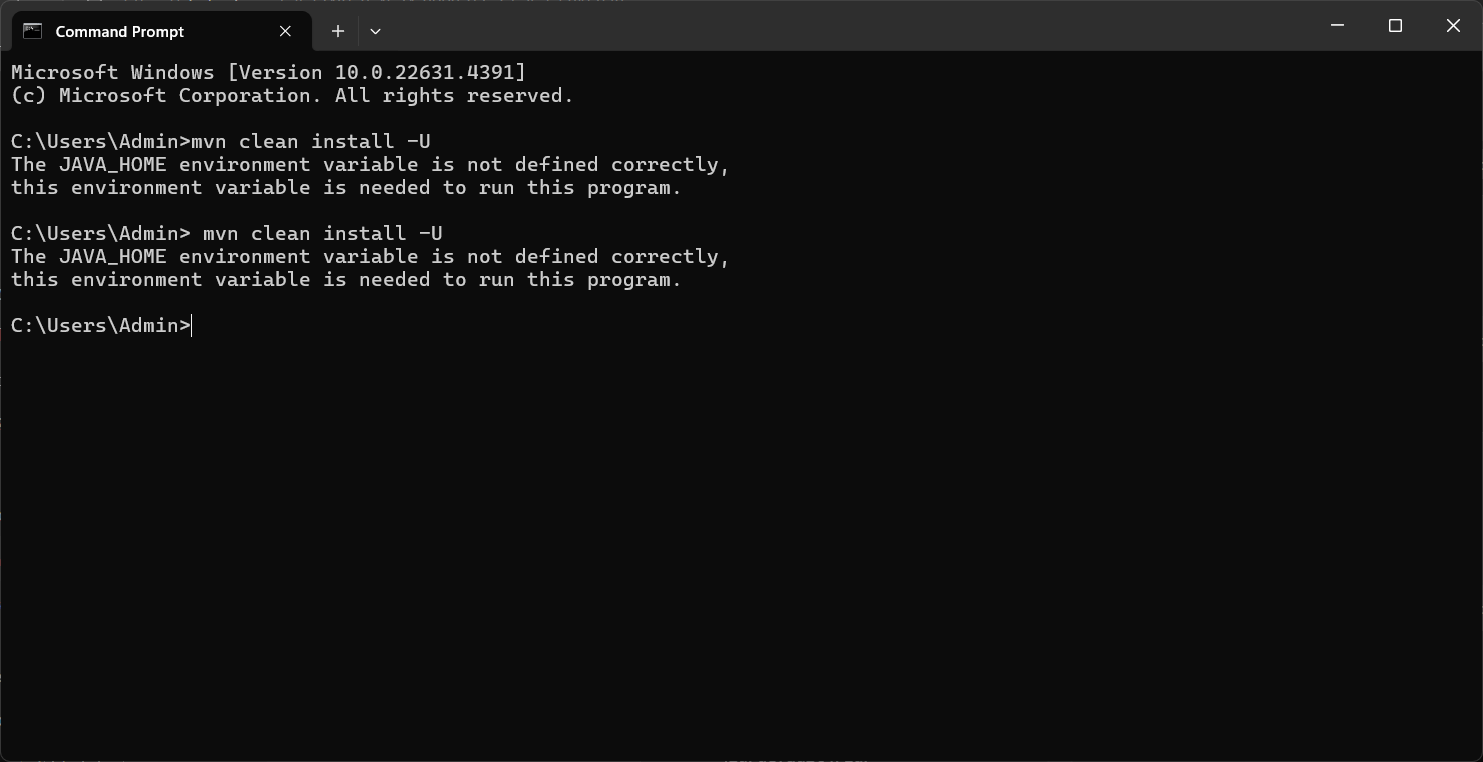 Command Prompt
Microsoft Windows [Version 10.0.22631.4391]
(c) Microsoft Corporation. All rights reserved.
C:\Users\Admin>mvn clean install -U
The JAVA_HOME environment variable is not defined correctly,
this environment variable is needed to run this program.
C:\Users\Admin> mvn clean install -U
The JAVA_HOME environment variable is not defined correctly,
this environment variable is needed to run this program.
C:\Users\Admin>